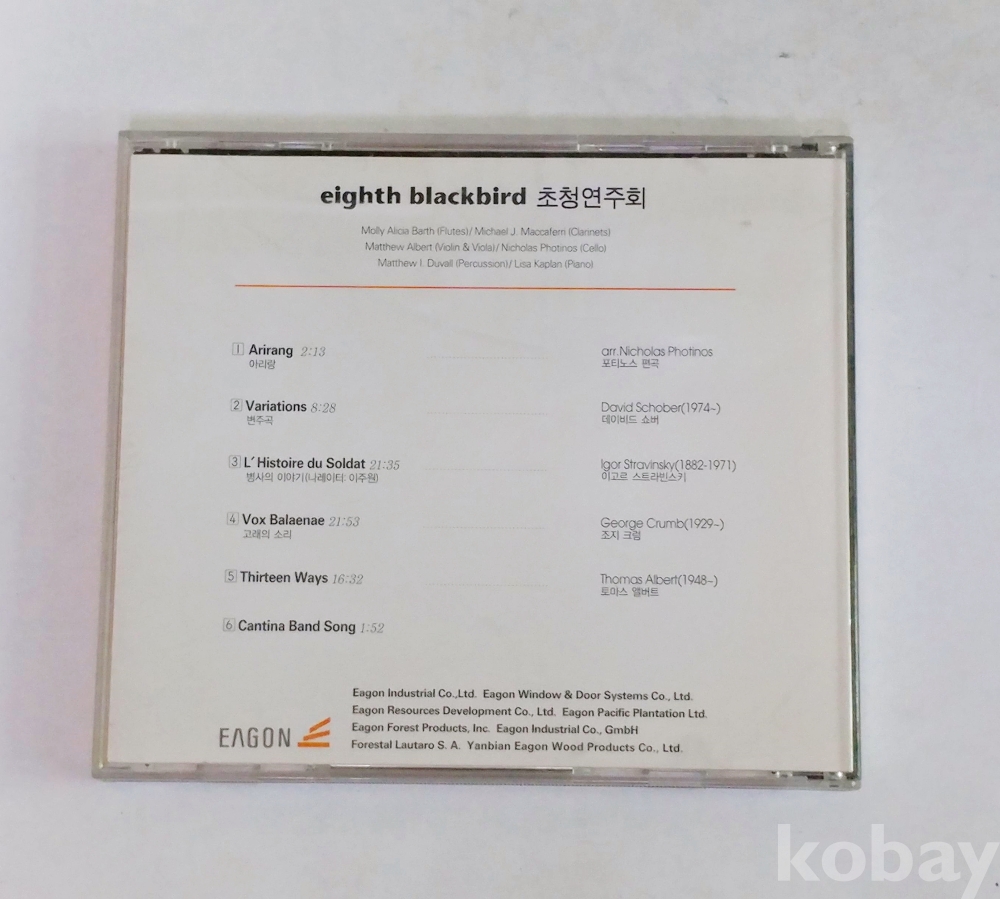 eighth blackbird 초청연주회
Molly Alicia Barth (Flutes)/ Michael J. Maccaferri (Clarinets)
Matthew Albert (Violin & Viola)/ Nicholas Photinos (Cello)
Matthew I. Duvall (Percussion)/ Lisa Kaplan (Piano)
1 Arirang 2:13 arr.Nicholas Photinos
아리랑 포티노스 편곡
2 Variations 8:28 David Schober(1974~)
변주곡 데이비드 쇼버
3 L'Histoire du Soldat 21:35 Igor Stravinsky(1882-1971)
병사의 이야기(나레이터: 이주원) 이고르 스트라빈스키
4 Vox Balaenae 21:53 George Crumb(1929~)
고래의 소리 조지 크럼
5 Thirteen Ways 16:32 Thomas Albert(1948~)
토마스 앨버트
6 Cantina Band Song 1:52
Eagon Industrial Co.,Ltd. Eagon Window & Door Systems Co., Ltd.
Eagon Resources Development Co., Ltd. Eagon Pacific Plantation Ltd.
Eagon Forest Products, Inc. Eagon Industrial Co., GmbH
Forestal Lautaro S. A. Yanbian Eagon Wood Products Co., Ltd.
EAGON
kobay